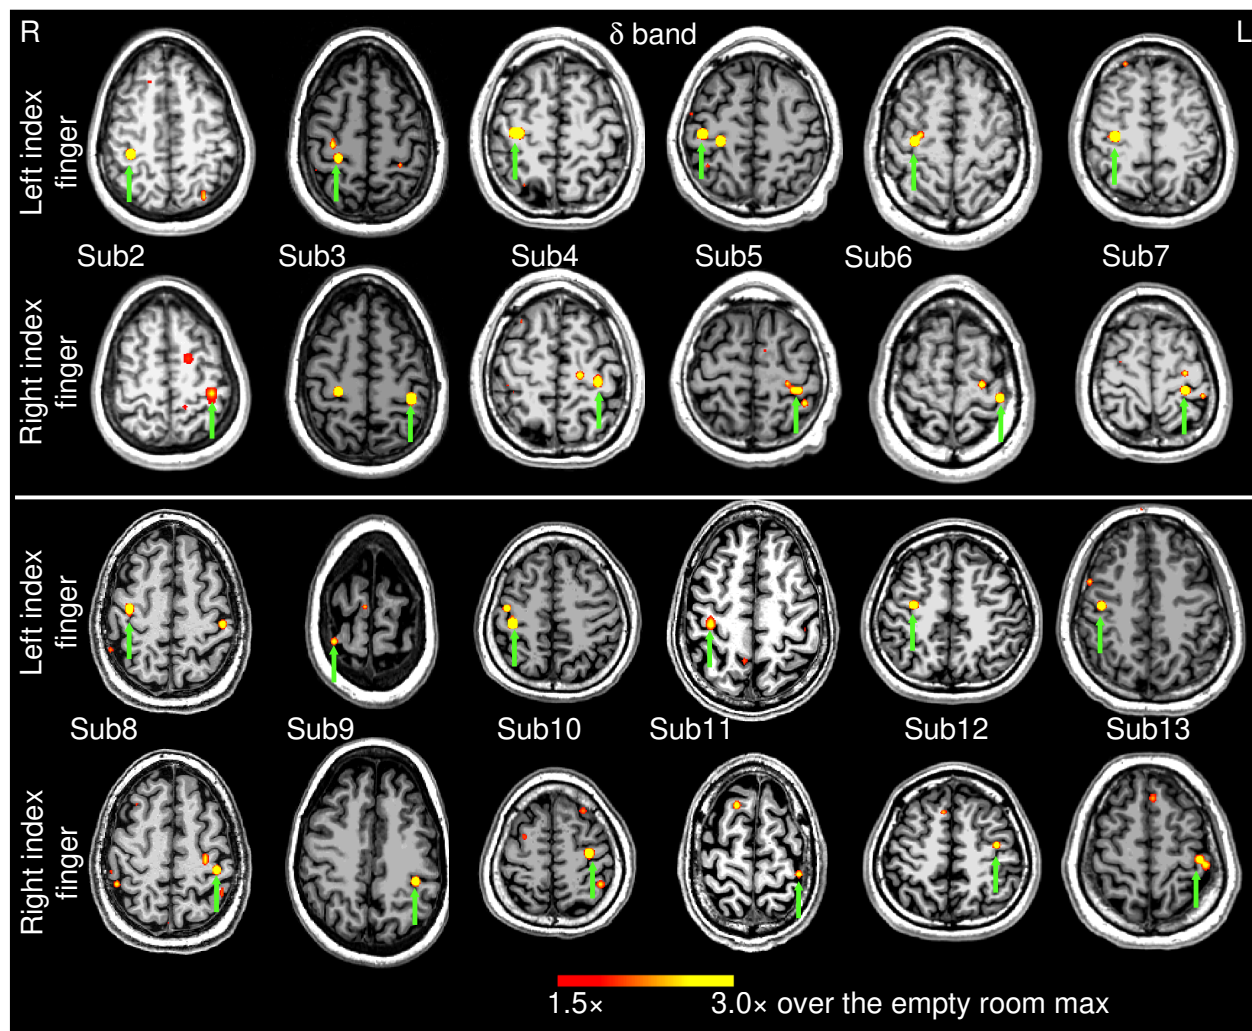 R
δ band
L
Left index
finger
Sub2
Sub3
Sub4
Sub5
Sub6
Sub7
Right index
finger
Left index
finger
Sub8
Sub9
Sub10
Sub11
Sub12
Sub13
Right index
finger
1.5×
3.0× over the empty room max